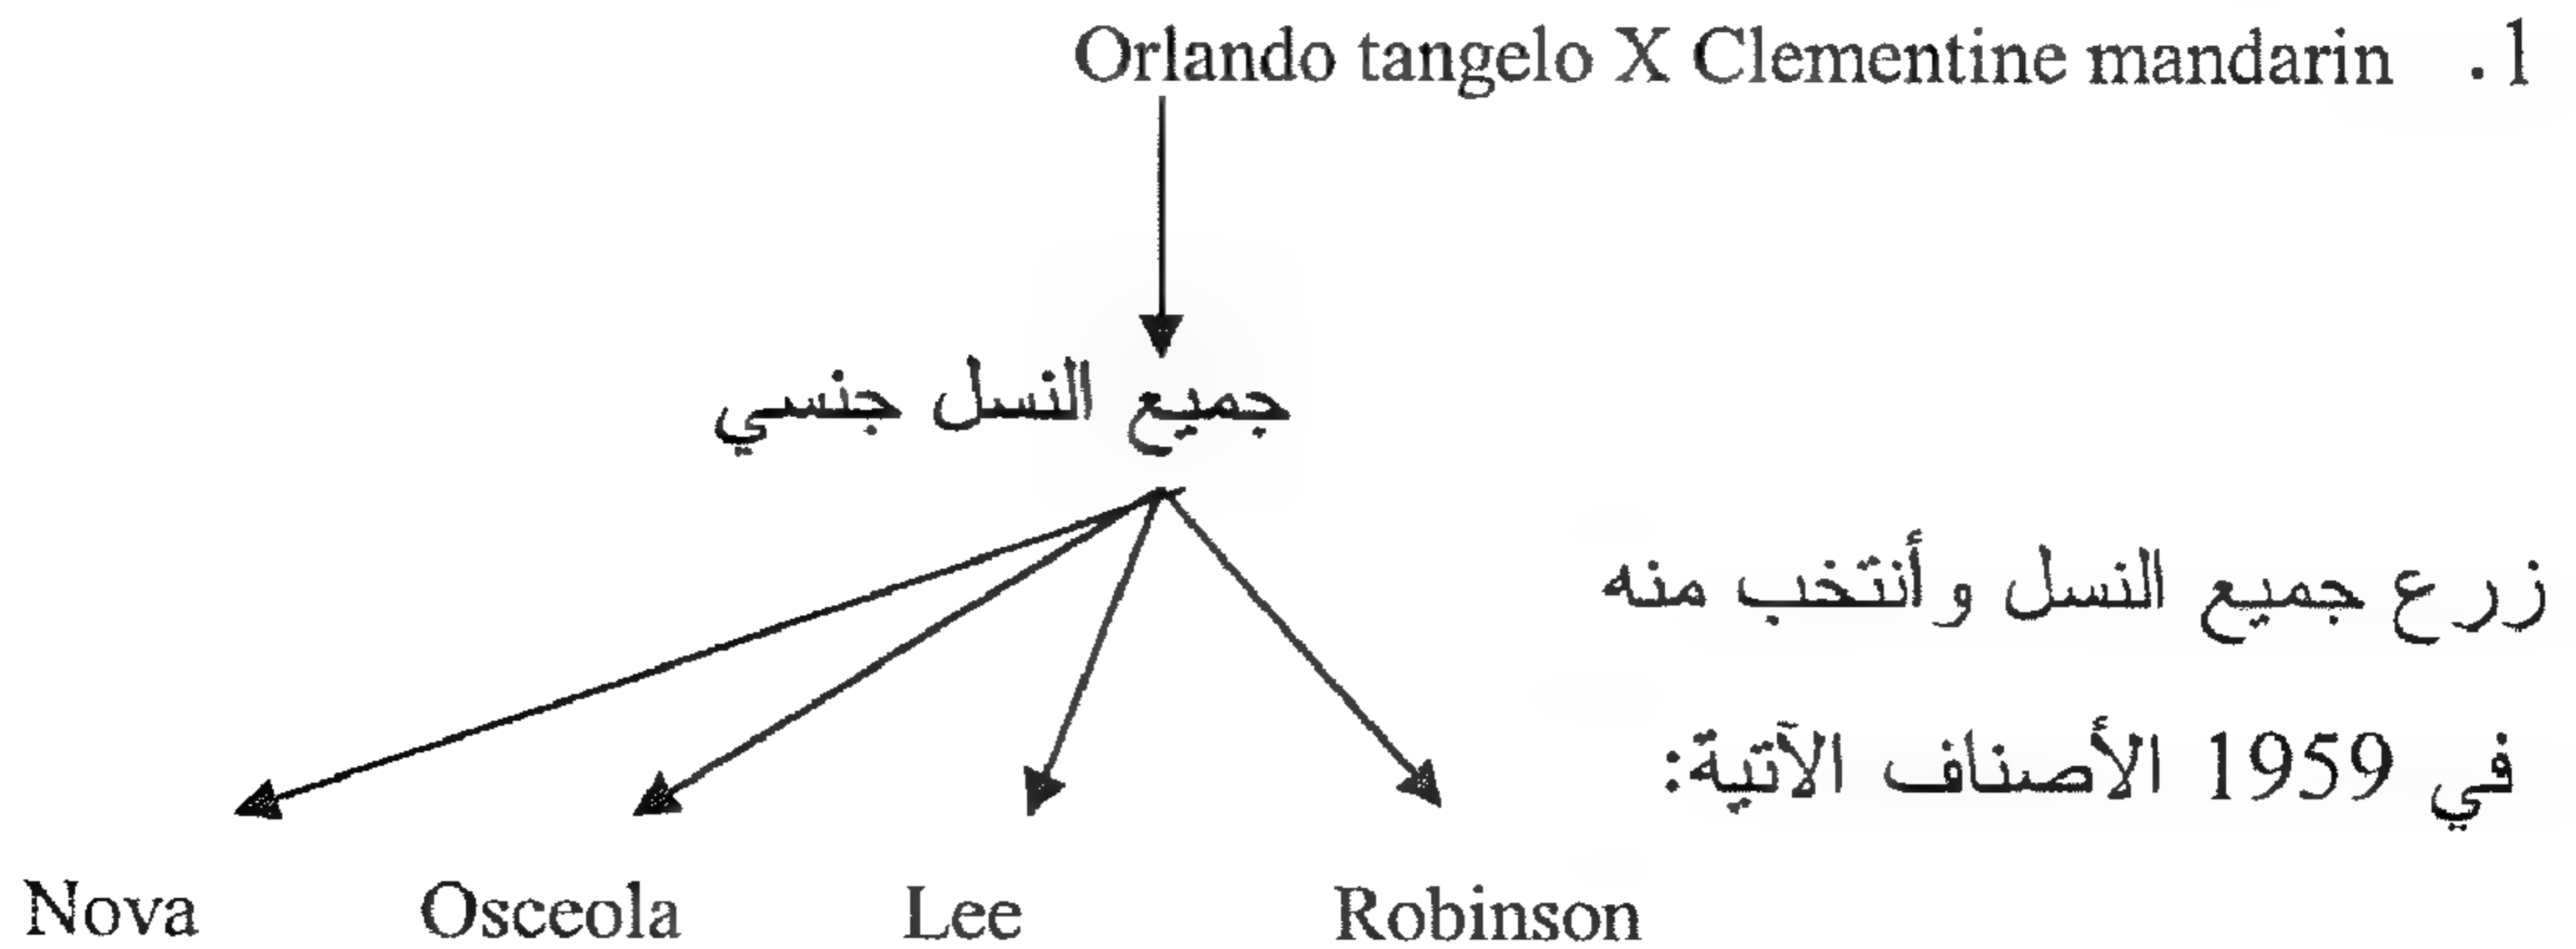 1. Orlando tangelo X Clementine mandarin
جميع النسل جنسي
زرع جميع النسل وأنتخب منه
في 1959 الأصناف الآتية:
Nova Osceola Lee Robinson